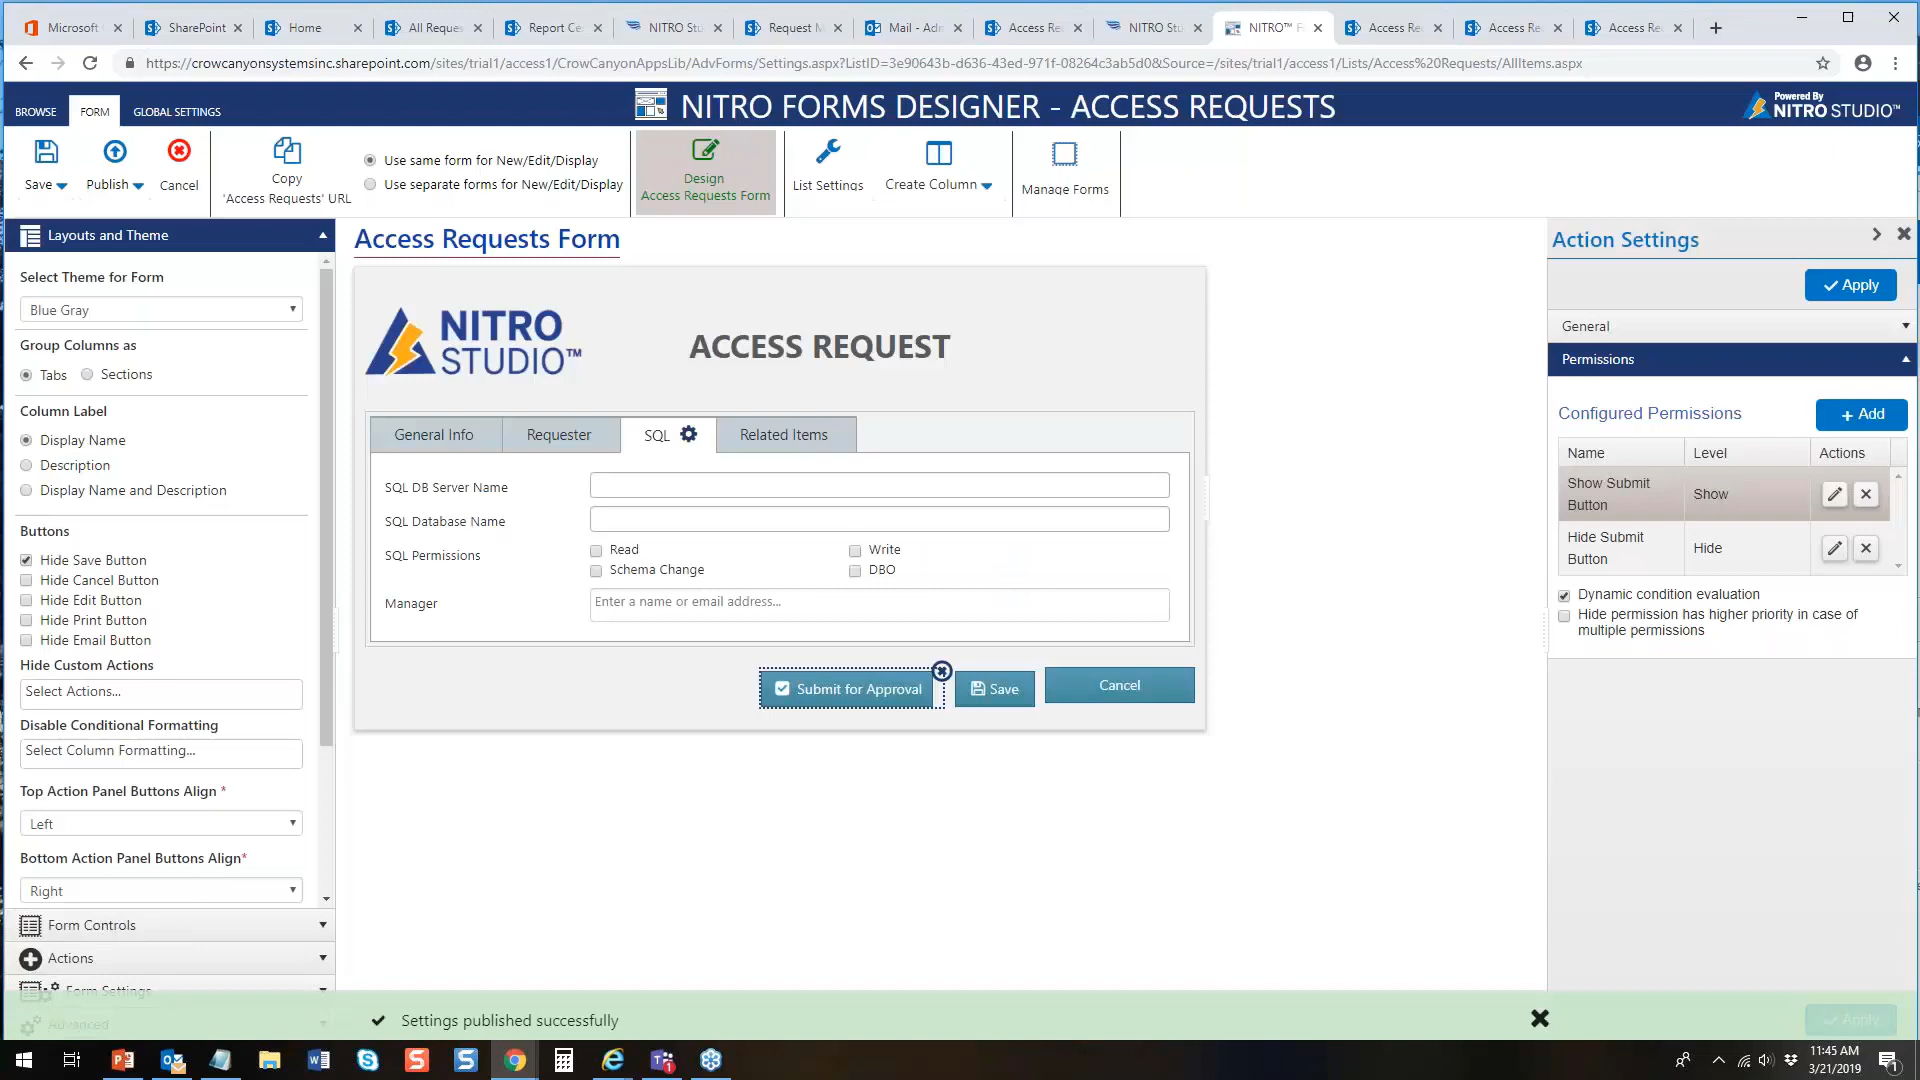 Microsoft
SharePoint
Home
All Reques
Report Ce
NITRO Stu
Request M
Mail - Adm
Access Re
NITRO Stu
NITRO™ F
Access Re
Access Re
Access Re
https://crowcanyonsystemsinc.sharepoint.com/sites/trial1/access1/CrowCanyonAppsLib/AdvForms/Settings.aspx?ListID=3e90643b-d636-43ed-971f-08264c3ab5d0&Source=/sites/trial1/access1/Lists/Access%20Requests/AllItems.aspx
BROWSE
FORM
GLOBAL SETTINGS
NITRO FORMS DESIGNER - ACCESS REQUESTS
Powered By
NITRO STUDIO™
Save
Publish
Cancel
Copy
'Access Requests' URL
Use same form for New/Edit/Display
Use separate forms for New/Edit/Display
Design
Access Requests Form
List Settings
Create Column
Manage Forms
Layouts and Theme
Select Theme for Form
Blue Gray
Group Columns as
Tabs
Sections
Column Label
Display Name
Description
Display Name and Description
Buttons
Hide Save Button
Hide Cancel Button
Hide Edit Button
Hide Print Button
Hide Email Button
Hide Custom Actions
Select Actions...
Disable Conditional Formatting
Select Column Formatting...
Top Action Panel Buttons Align *
Left
Bottom Action Panel Buttons Align*
Right
Form Controls
Actions
Form Settings
Advanced
Access Requests Form
NITRO
STUDIO™
ACCESS REQUEST
General Info
Requester
SQL
Related Items
SQL DB Server Name
SQL Database Name
SQL Permissions
Read
Write
Schema Change
DBO
Manager
Enter a name or email address...
Submit for Approval
Save
Cancel
Action Settings
Apply
General
Permissions
Configured Permissions
+ Add
Name
Level
Actions
Show Submit
Button
Show
Hide Submit
Button
Hide
Dynamic condition evaluation
Hide permission has higher priority in case of
multiple permissions
Settings published successfully
Apply
11:45 AM
3/21/2019